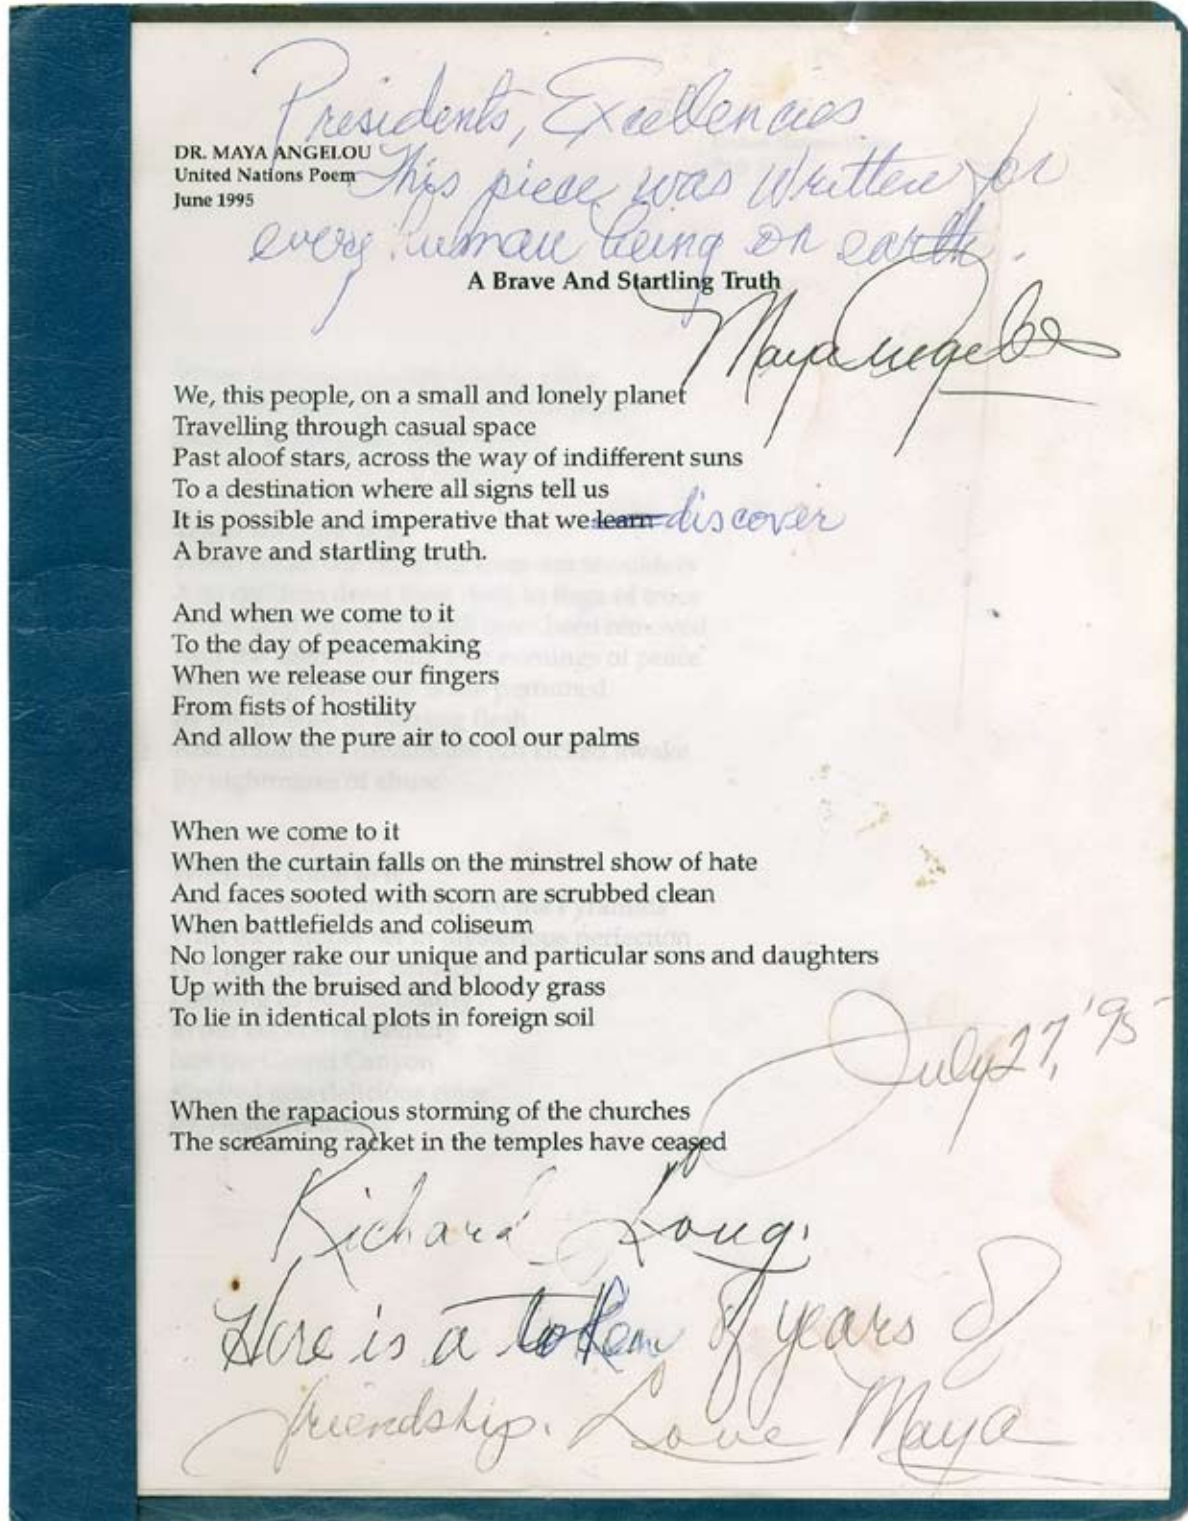 Presidents, Excellencies
DR. MAYA ANGELOU
This piece was written for
United Nations Poem
June 1995
every human being on earth.
A Brave And Startling Truth
Maya Angelou
We, this people, on a small and lonely planet
Travelling through casual space
Past aloof stars, across the way of indifferent suns
To a destination where all signs tell us
It is possible and imperative that we learn discover
A brave and startling truth.
And when we come to it
To the day of peacemaking
When we release our fingers
From fists of hostility
And allow the pure air to cool our palms
When we come to it
When the curtain falls on the minstrel show of hate
And faces sooted with scorn are scrubbed clean
When battlefields and coliseum
No longer rake our unique and particular sons and daughters
Up with the bruised and bloody grass
To lie in identical plots in foreign soil
July 27, '95
When the rapacious storming of the churches
The screaming racket in the temples have ceased
Richard Long,
Here is a token of years of
friendship. Love Maya